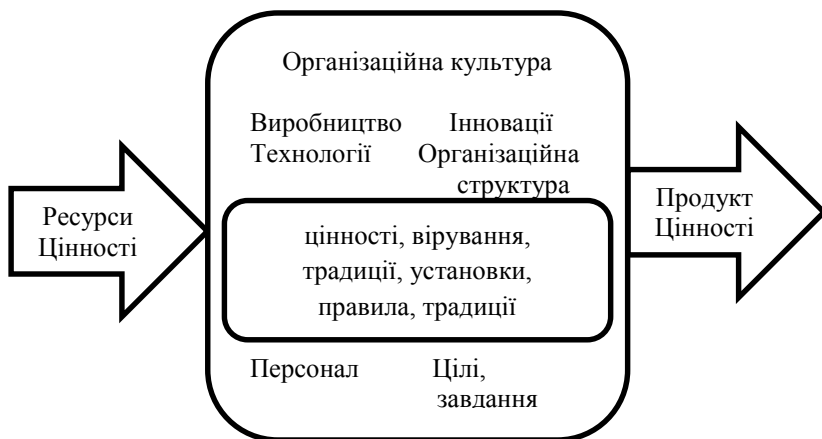 Організаційна культура
Виробництво Інновації
Технології Організаційна
структура
Ресурси
Цінності
цінності, вірування,
традиції, установки,
правила, традиції
Продукт
Цінності
Персонал Цілі,
завдання